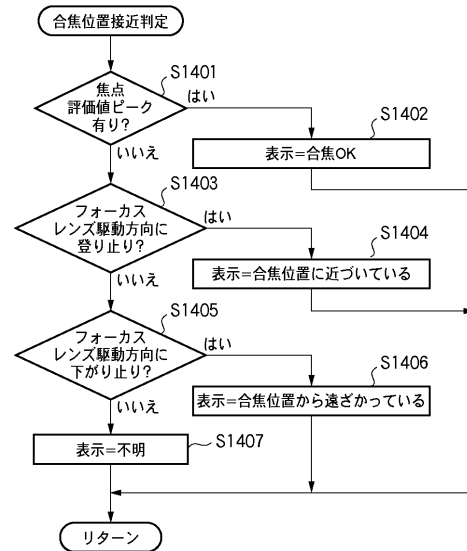 合焦位置接近判定
S1401
焦点
評価値ピーク
有り?
はい
S1402
表示=合焦OK
いいえ
S1403
フォーカス
レンズ駆動方向に
登り止り?
はい
S1404
表示=合焦位置に近づいている
いいえ
S1405
フォーカス
レンズ駆動方向に
下がり止り?
はい
S1406
表示=合焦位置から遠ざかっている
いいえ
S1407
表示=不明
リターン